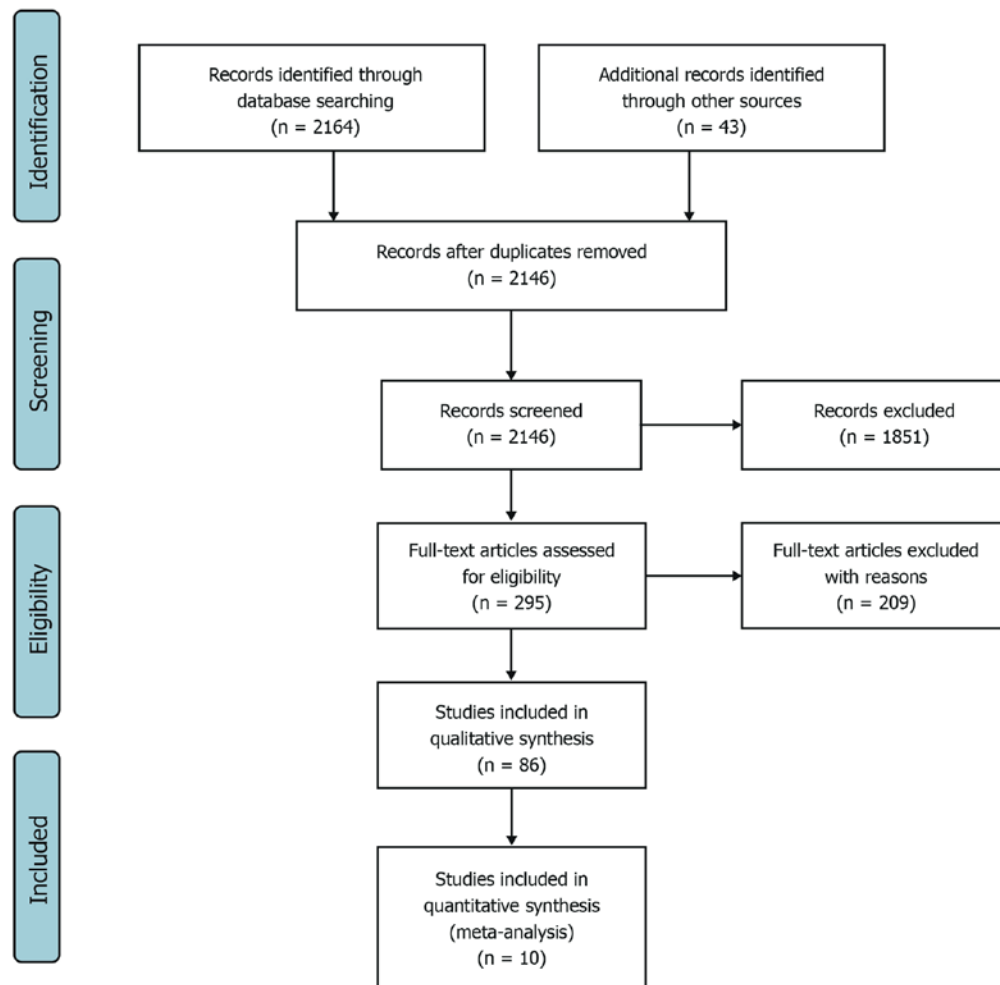 Identification
Records identified through
database searching
(n = 2164)
Additional records identified
through other sources
(n = 43)
Records after duplicates removed
(n = 2146)
Screening
Records screened
(n = 2146)
Records excluded
(n = 1851)
Eligibility
Full-text articles assessed
for eligibility
(n = 295)
Full-text articles excluded
with reasons
(n = 209)
Studies included in
qualitative synthesis
(n = 86)
Included
Studies included in
quantitative synthesis
(meta-analysis)
(n = 10)